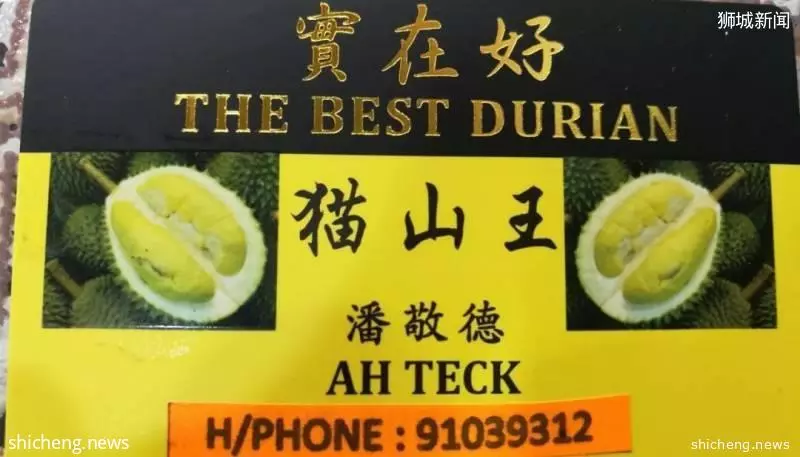 狮城新闻
實在好
THE BEST DURIAN
猫山王
潘敬德
AH TECK
H/PHONE : 91039312
shicheng.news
shicheng.news